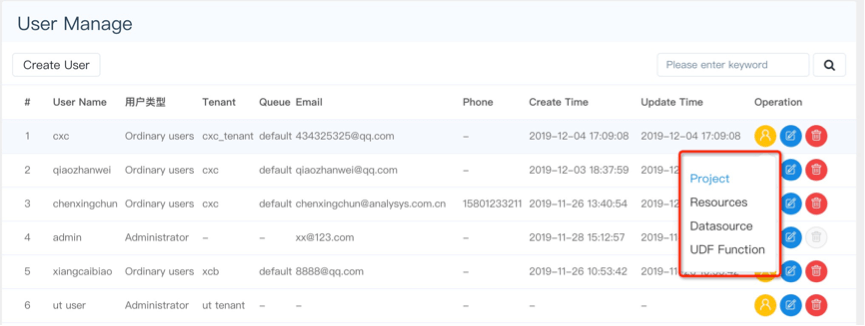 User Manage
Create User
Please enter keyword
# User Name 用户类型 Tenant Queue Email Phone Create Time Update Time Operation
1 cxc Ordinary users cxc_tenant default 434325325@qq.com – 2019–12–04 17:09:08 2019–12–04 17:09:08
2 qiaozhanwei Ordinary users cxc default qiaozhanwei@qq.com – 2019–12–03 18:37:59 2019–12
Project
3 chenxingchun Ordinary users cxc default chenxingchun@analysys.com.cn 15801233211 2019–11–26 13:40:54 2019–12
Resources
Datasource
4 admin Administrator – – xx@123.com – 2019–11–28 15:12:57 2019–11
UDF Function
5 xiangcaibiao Ordinary users xcb default 8888@qq.com – 2019–11–26 10:53:42 2019–11
6 ut user Administrator ut tenant – – – – –